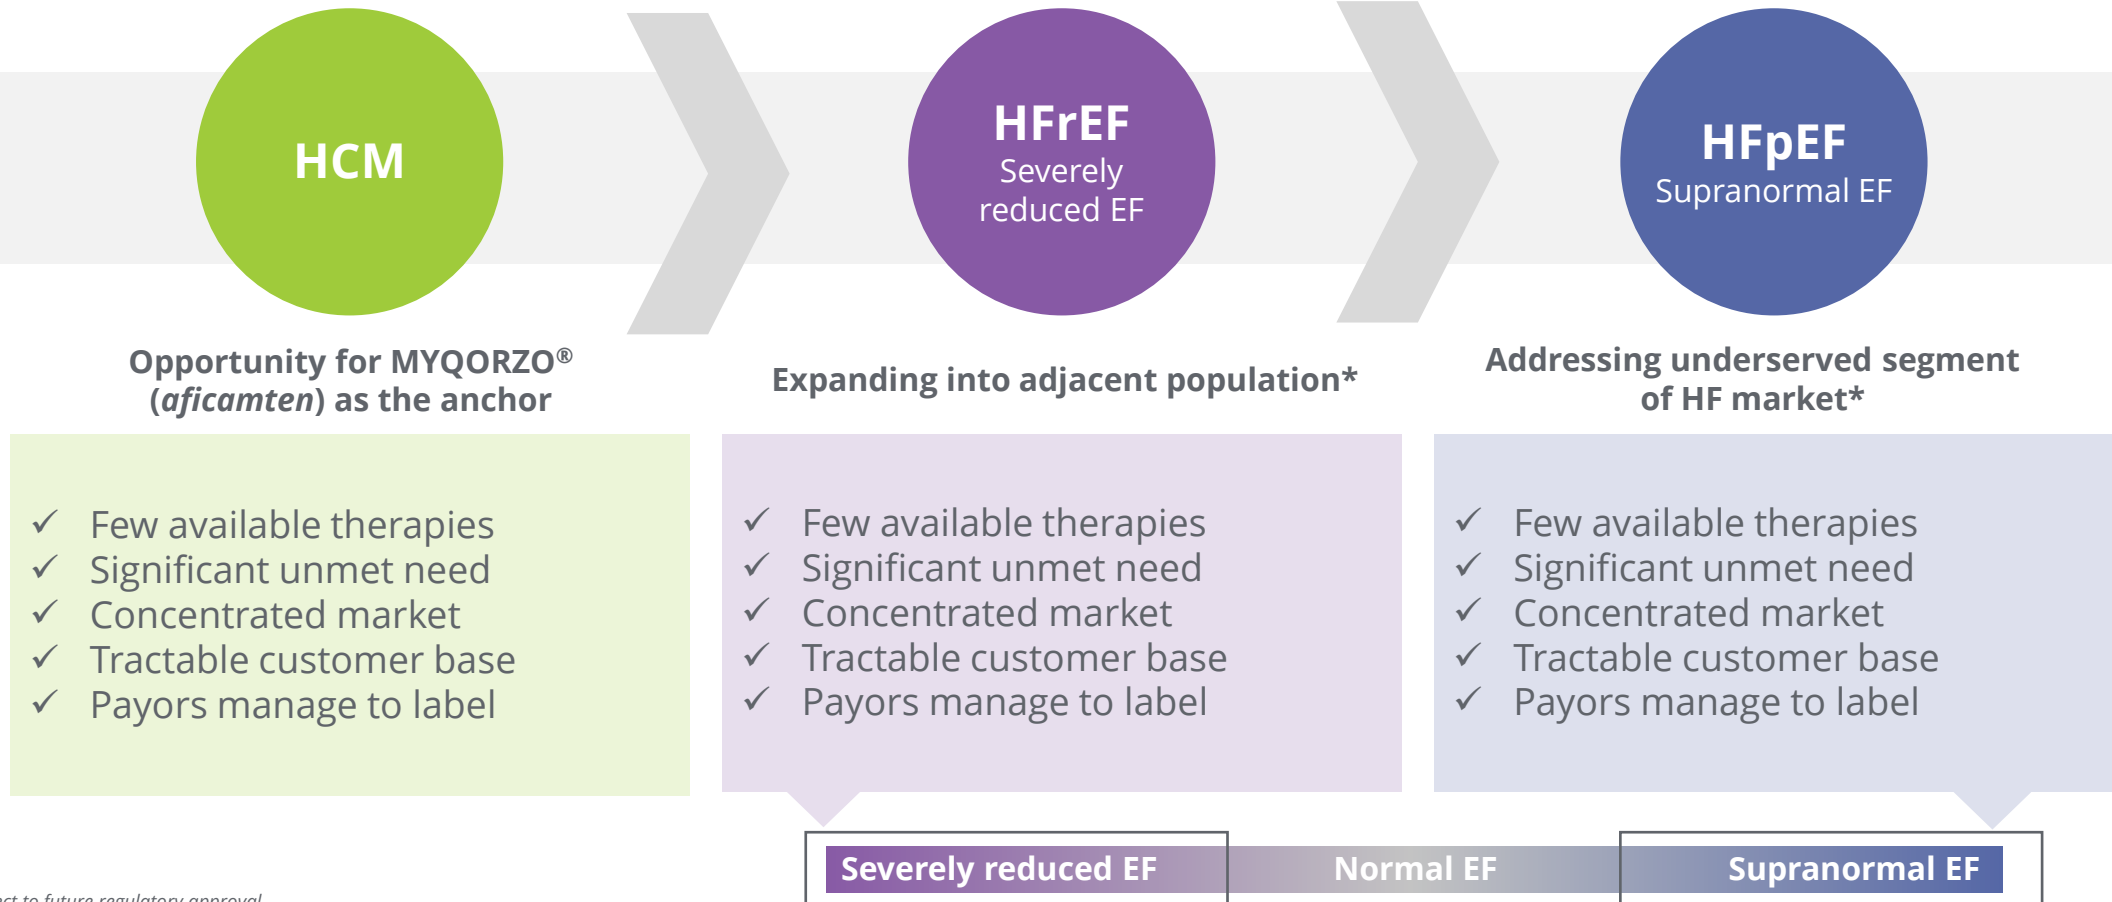 HCM
HFrEF
Severely
reduced EF
HFpEF
Supranormal EF
Opportunity for MYQORZO®
(aficamten) as the anchor
Expanding into adjacent population*
Addressing underserved segment
of HF market*
✓ Few available therapies
✓ Significant unmet need
✓ Concentrated market
✓ Tractable customer base
✓ Payors manage to label
✓ Few available therapies
✓ Significant unmet need
✓ Concentrated market
✓ Tractable customer base
✓ Payors manage to label
✓ Few available therapies
✓ Significant unmet need
✓ Concentrated market
✓ Tractable customer base
✓ Payors manage to label
Severely reduced EF
Normal EF
Supranormal EF
to future regulatory approval